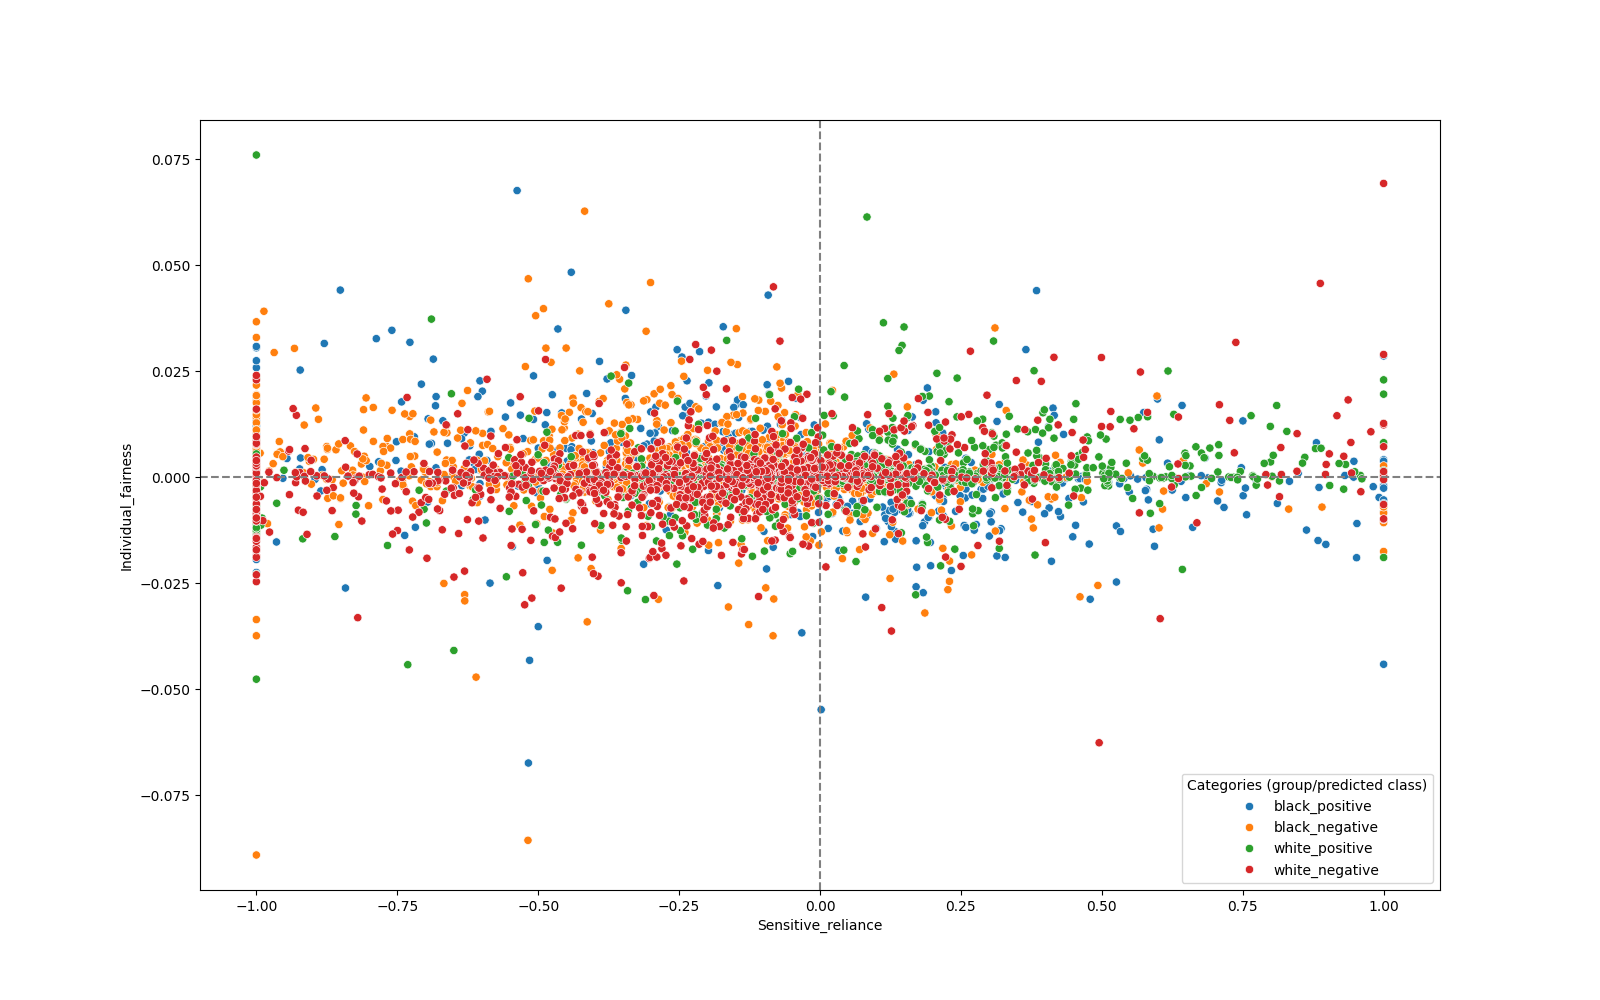 0.075
0.050
0.025
0.000
−0.025
−0.050
−0.075
Individual_fairness
−1.00 −0.75 −0.50 −0.25 0.00 0.25 0.50 0.75 1.00
Sensitive_reliance
Categories (group/predicted class)
black_positive
black_negative
white_positive
white_negative